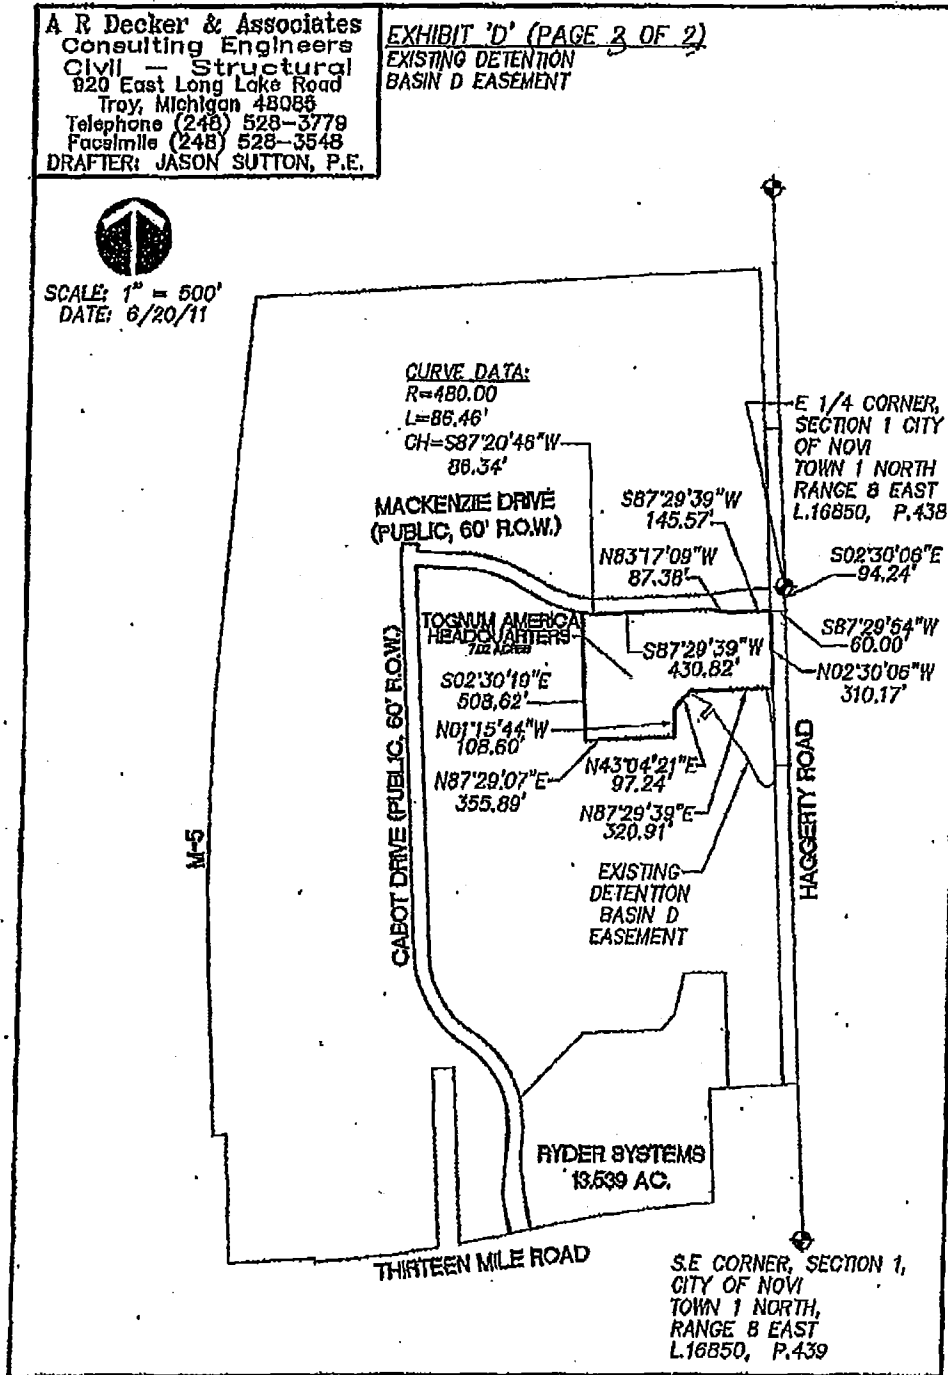 A R Decker & Associates
Consulting Engineers
Civil — Structural
920 East Long Lake Road
Troy, Michigan 48085
Telephone (248) 528-3779
Facsimile (248) 528-3548
DRAFTER: JASON SUTTON, P.E.
EXHIBIT 'D' (PAGE 2 OF 2)
EXISTING DETENTION
BASIN D EASEMENT
SCALE: 1" = 500'
DATE: 6/20/11
CURVE DATA:
R=480.00
L=86.46'
CH=S87°20'46"W
86.34'
E 1/4 CORNER,
SECTION 1 CITY
OF NOVI
TOWN 1 NORTH
RANGE 8 EAST
L.16850, P.438
MACKENZIE DRIVE
(PUBLIC, 60' R.O.W.)
S87°29'39"W
145.57'
N83°17'09"W
87.38'
S02°30'06"E
94.24'
S87°29'54"W
60.00'
N02°30'06"W
310.17'
TOGNUM AMERICA
HEADQUARTERS
7.02 ACRES
S87°29'39"W
430.82'
S02°30'19"E
508.62'
N01°15'44"W
108.60'
N87°29'07"E
355.89'
N43°04'21"E
97.24'
N87°29'39"E
320.91'
EXISTING
DETENTION
BASIN D
EASEMENT
CABOT DRIVE (PUBLIC, 60' R.O.W.)
HAGGERTY ROAD
M-5
RYDER SYSTEMS
13.539 AC.
THIRTEEN MILE ROAD
S.E CORNER, SECTION 1,
CITY OF NOVI
TOWN 1 NORTH,
RANGE 8 EAST
L.16850, P.439